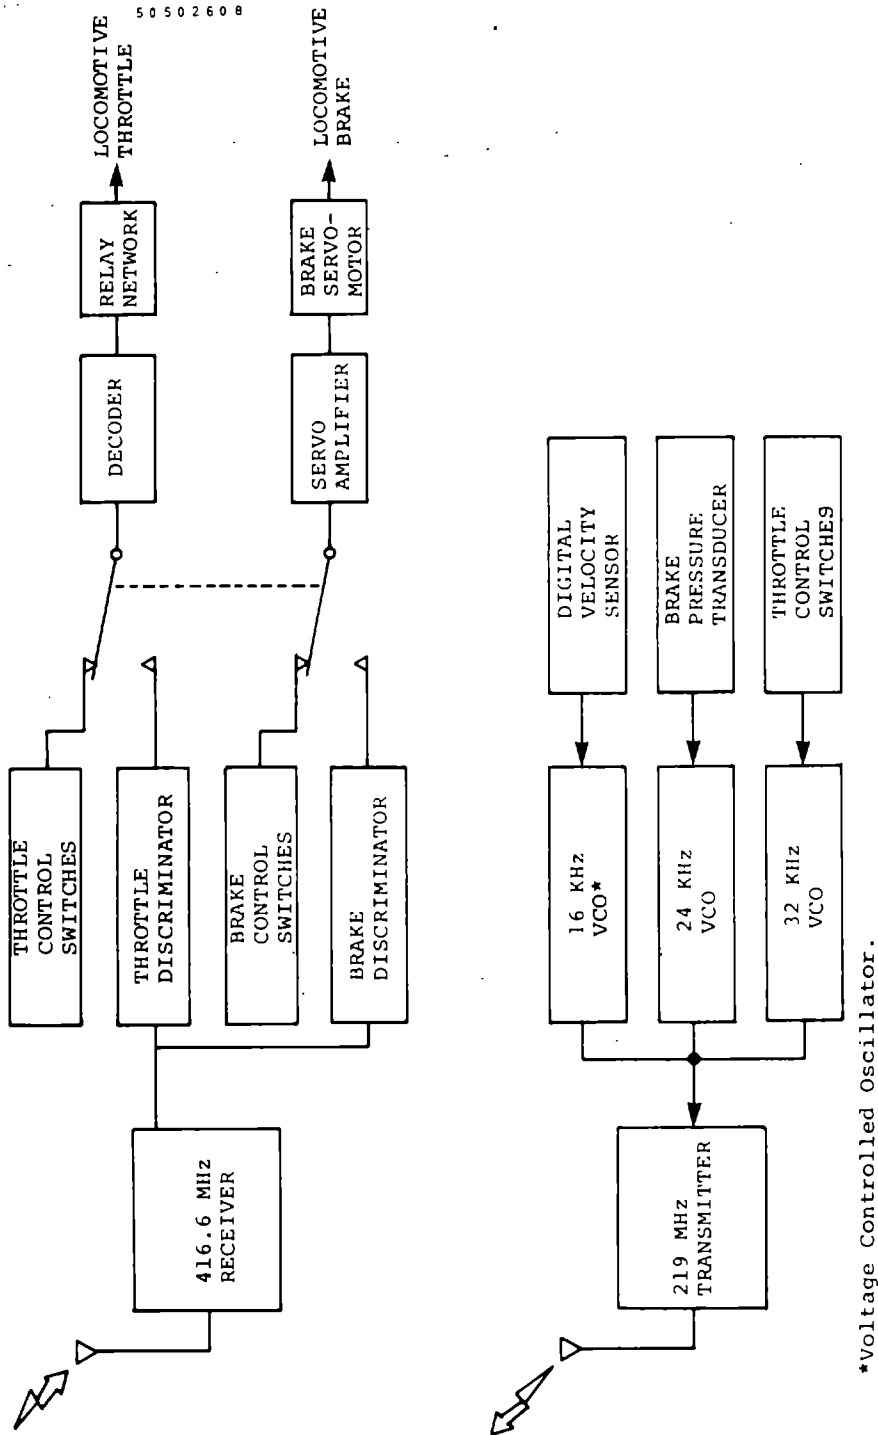 50502608
THROTTLE
CONTROL
SWITCHES
THROTTLE
DISCRIMINATOR
BRAKE
CONTROL
SWITCHES
BRAKE
DISCRIMINATOR
416.6 MHz
RECEIVER
DECODER
RELAY
NETWORK
LOCOMOTIVE
THROTTLE
SERVO
AMPLIFIER
BRAKE
SERVO-
MOTOR
LOCOMOTIVE
BRAKE
219 MHz
TRANSMITTER
16 KHz
VCO*
24 KHz
VCO
32 KHz
VCO
DIGITAL
VELOCITY
SENSOR
BRAKE
PRESSURE
TRANSDUCER
THROTTLE
CONTROL
SWITCHES
*Voltage Controlled Oscillator.